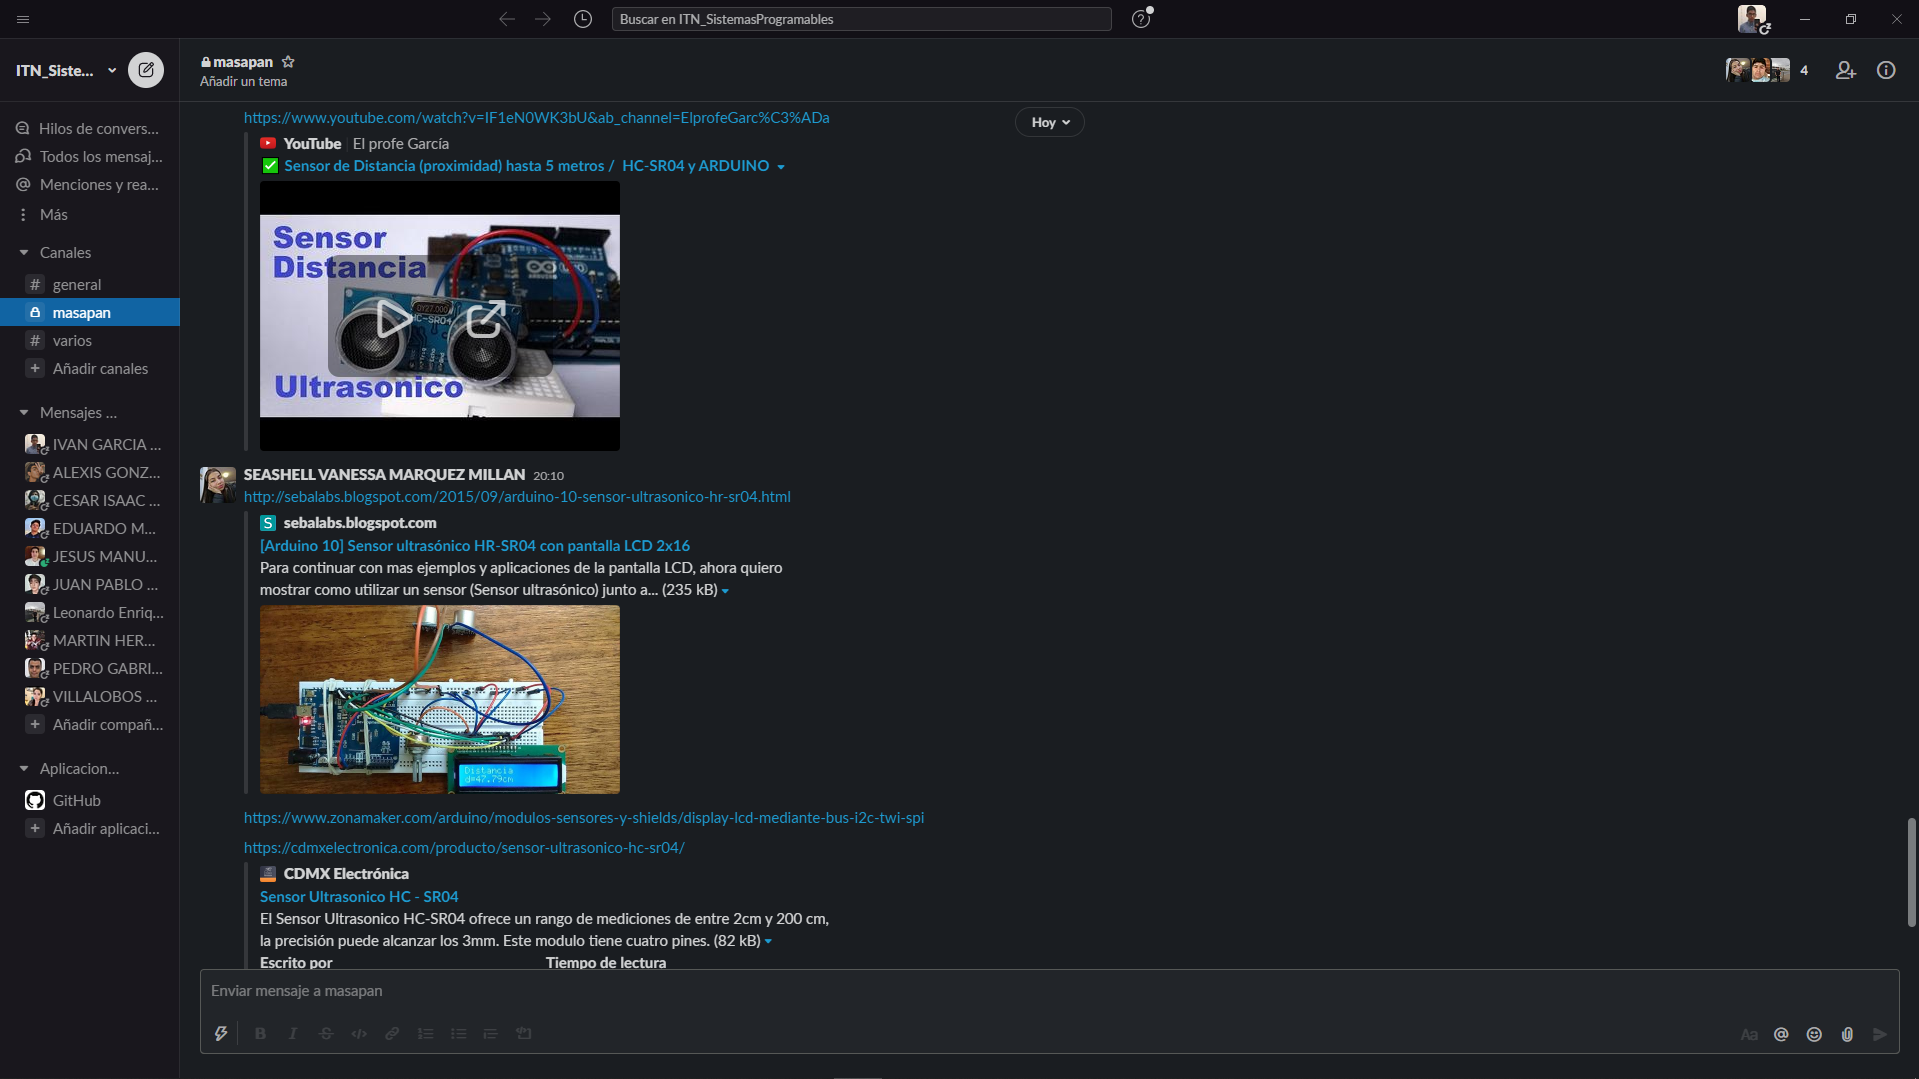 Buscar en ITN_SistemasProgramables
ITN_Siste...
masapan
Añadir un tema
4
Hilos de convers...
Todos los mensaj...
Menciones y rea...
Más
Canales
general
masapan
varios
Añadir canales
Mensajes ...
IVAN GARCIA ...
ALEXIS GONZ...
CESAR ISAAC ...
EDUARDO M...
JESUS MANU...
JUAN PABLO ...
Leonardo Enriq...
MARTIN HER...
PEDRO GABRI...
VILLALOBOS ...
Añadir compañ...
Aplicacion...
GitHub
Añadir aplicaci...
https://www.youtube.com/watch?v=IF1eN0WK3bU&ab_channel=ElprofeGarc%C3%ADa
Hoy
YouTube | El profe García
✅ Sensor de Distancia (proximidad) hasta 5 metros / HC-SR04 y ARDUINO
Sensor
Distancia
HC-SR04
Ultrasonico
SEASHELL VANESSA MARQUEZ MILLAN 20:10
http://sebalabs.blogspot.com/2015/09/arduino-10-sensor-ultrasonico-hr-sr04.html
S sebalabs.blogspot.com
[Arduino 10] Sensor ultrasónico HR-SR04 con pantalla LCD 2x16
Para continuar con mas ejemplos y aplicaciones de la pantalla LCD, ahora quiero
mostrar como utilizar un sensor (Sensor ultrasónico) junto a... (235 kB)
Distancia
d=47.79cm
https://www.zonamaker.com/arduino/modulos-sensores-y-shields/display-lcd-mediante-bus-i2c-twi-spi
https://cdmxelectronica.com/producto/sensor-ultrasonico-hc-sr04/
CDMX Electrónica
Sensor Ultrasonico HC - SR04
El Sensor Ultrasonico HC-SR04 ofrece un rango de mediciones de entre 2cm y 200 cm,
la precisión puede alcanzar los 3mm. Este modulo tiene cuatro pines. (82 kB)
Escrito por Tiempo de lectura
Enviar mensaje a masapan
B I S Aa @